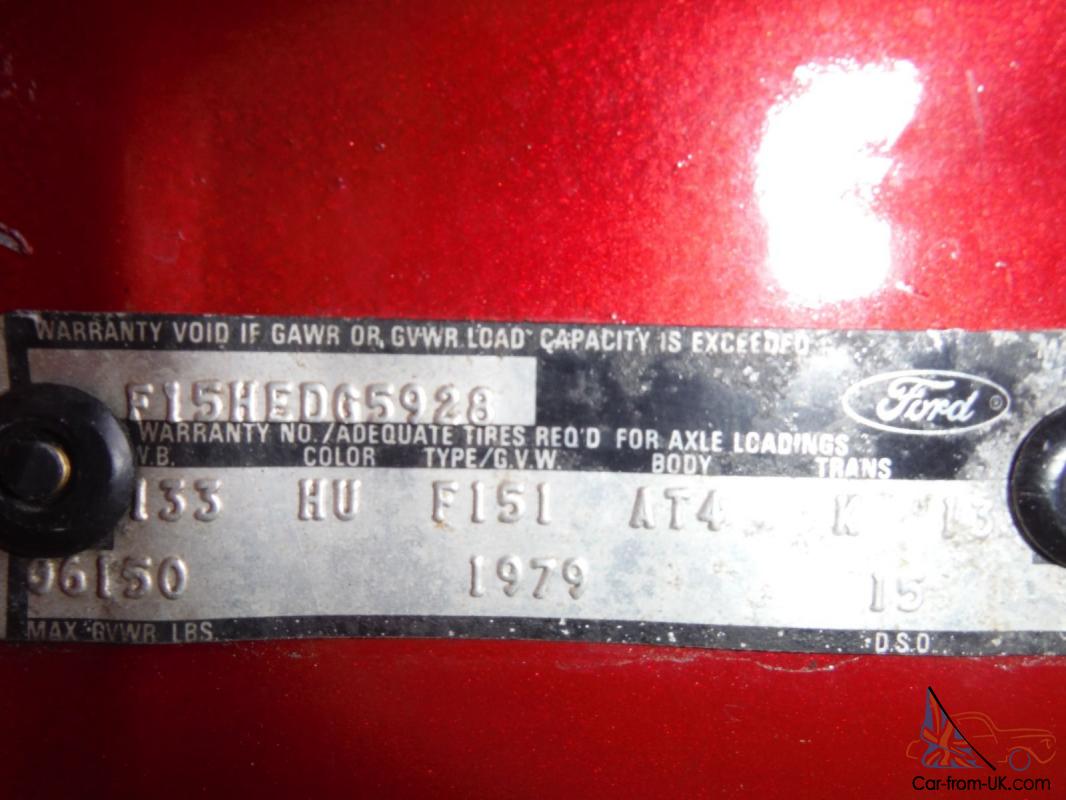 WARRANTY VOID IF GAWR OR GVWR LOAD CAPACITY IS EXCEEDED
F15HEDG5928
Ford
WARRANTY NO./ADEQUATE TIRES REQ'D FOR AXLE LOADINGS
W.B. COLOR TYPE/G.V.W. BODY TRANS
133 HU F151 AT4 K 13
06150 1979 15
MAX GVWR LBS. D.S.O.
Car-from-UK.com